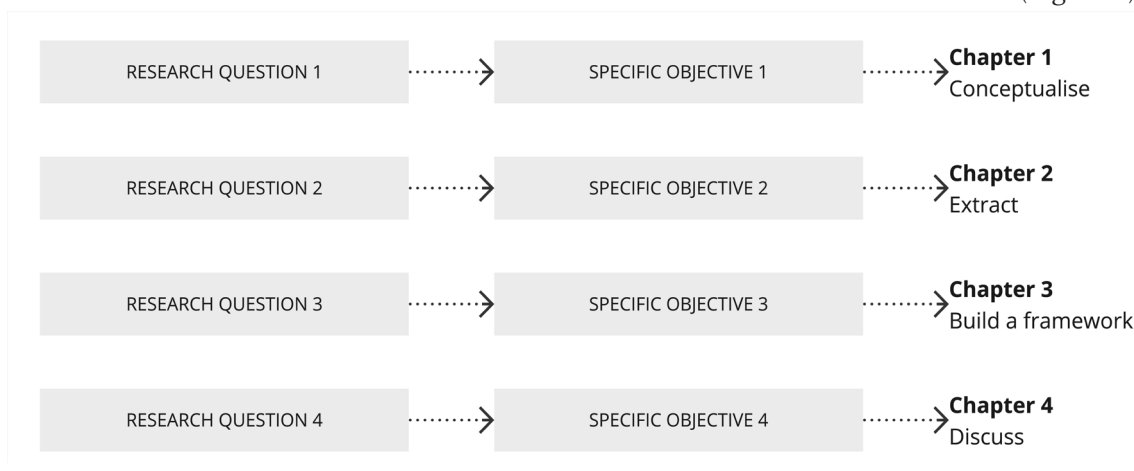 RESEARCH QUESTION 1
SPECIFIC OBJECTIVE 1
Chapter 1
Conceptualise
RESEARCH QUESTION 2
SPECIFIC OBJECTIVE 2
Chapter 2
Extract
RESEARCH QUESTION 3
SPECIFIC OBJECTIVE 3
Chapter 3
Build a framework
RESEARCH QUESTION 4
SPECIFIC OBJECTIVE 4
Chapter 4
Discuss